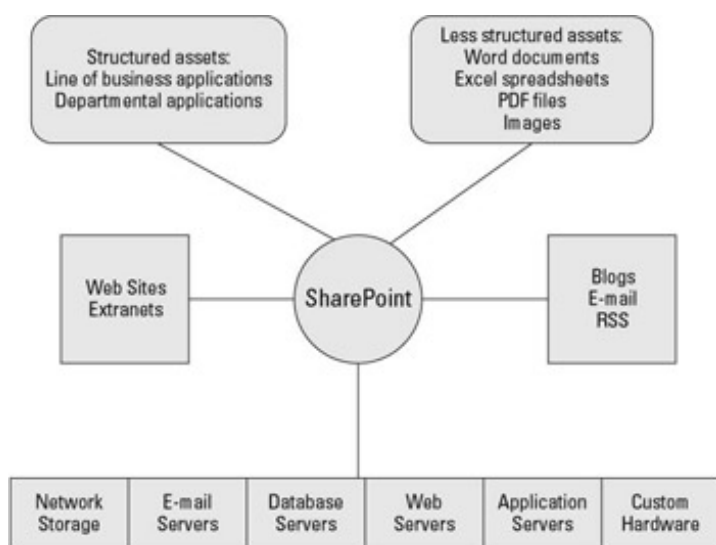 Structured assets:
Line of business applications
Departmental applications
Less structured assets:
Word documents
Excel spreadsheets
PDF files
Images
Web Sites
Extranets
SharePoint
Blogs
E-mail
RSS
Network
Storage
E-mail
Servers
Database
Servers
Web
Servers
Application
Servers
Custom
Hardware